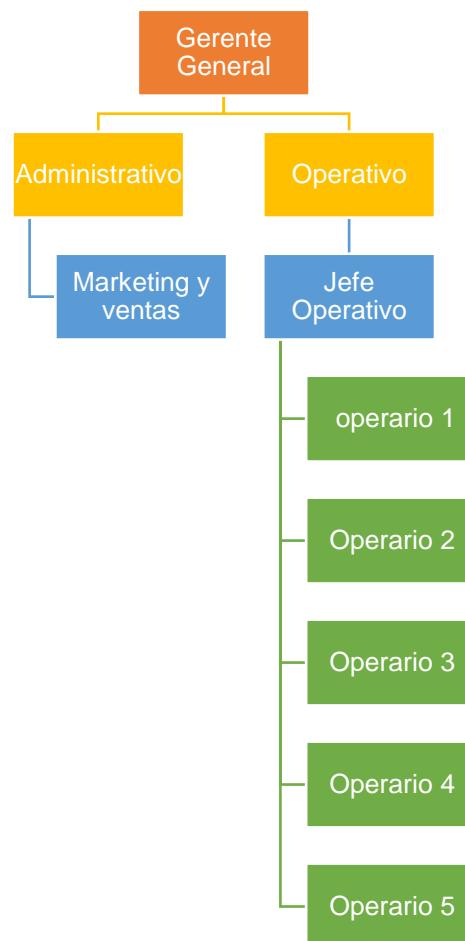 Gerente
General
Administrativo
Operativo
Marketing y
ventas
Jefe
Operativo
operario 1
Operario 2
Operario 3
Operario 4
Operario 5